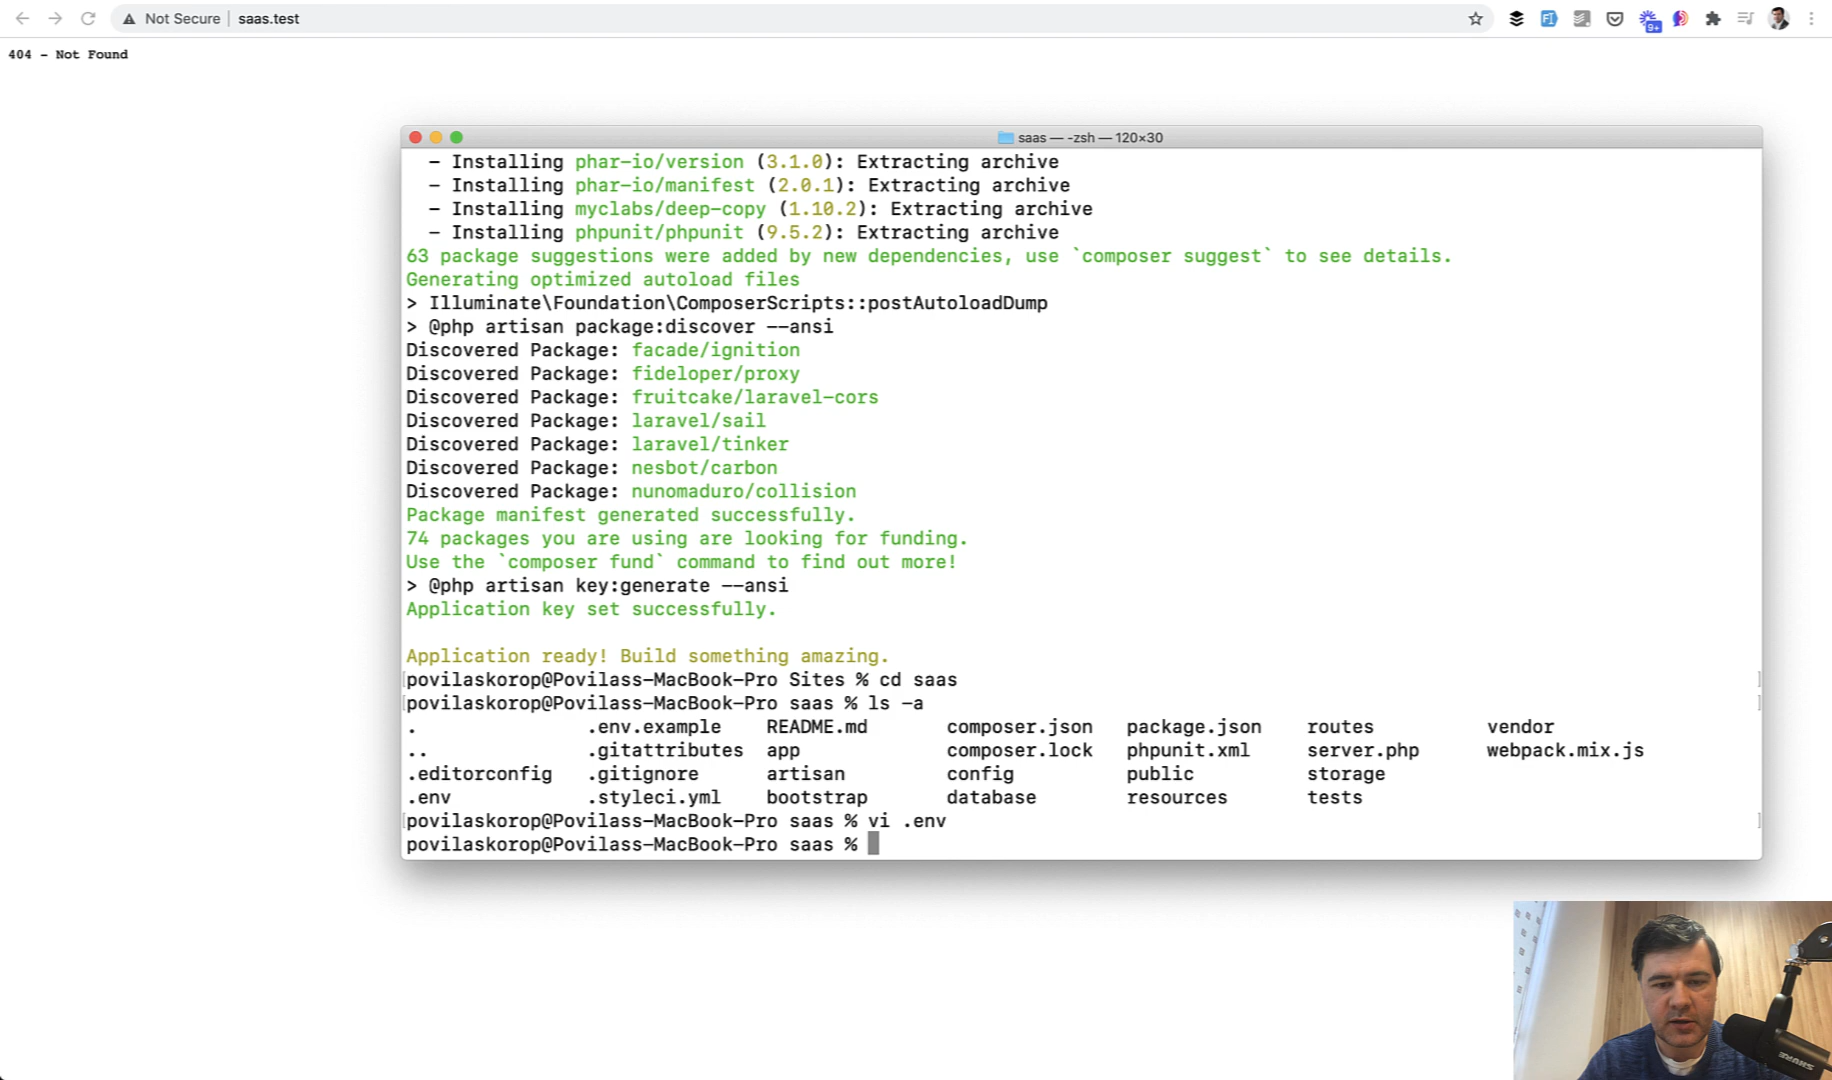 Not Secure | saas.test
9+
404 - Not Found
saas — -zsh — 120×30
- Installing phar-io/version (3.1.0): Extracting archive
- Installing phar-io/manifest (2.0.1): Extracting archive
- Installing myclabs/deep-copy (1.10.2): Extracting archive
- Installing phpunit/phpunit (9.5.2): Extracting archive
63 package suggestions were added by new dependencies, use `composer suggest` to see details.
Generating optimized autoload files
> Illuminate\Foundation\ComposerScripts::postAutoloadDump
> @php artisan package:discover --ansi
Discovered Package: facade/ignition
Discovered Package: fideloper/proxy
Discovered Package: fruitcake/laravel-cors
Discovered Package: laravel/sail
Discovered Package: laravel/tinker
Discovered Package: nesbot/carbon
Discovered Package: nunomaduro/collision
Package manifest generated successfully.
74 packages you are using are looking for funding.
Use the `composer fund` command to find out more!
> @php artisan key:generate --ansi
Application key set successfully.
Application ready! Build something amazing.
[povilaskorop@Povilass-MacBook-Pro Sites % cd saas ]
[povilaskorop@Povilass-MacBook-Pro saas % ls -a ]
. .env.example README.md composer.json package.json routes vendor
.. .gitattributes app composer.lock phpunit.xml server.php webpack.mix.js
.editorconfig .gitignore artisan config public storage
.env .styleci.yml bootstrap database resources tests
[povilaskorop@Povilass-MacBook-Pro saas % vi .env ]
povilaskorop@Povilass-MacBook-Pro saas %
SHURE